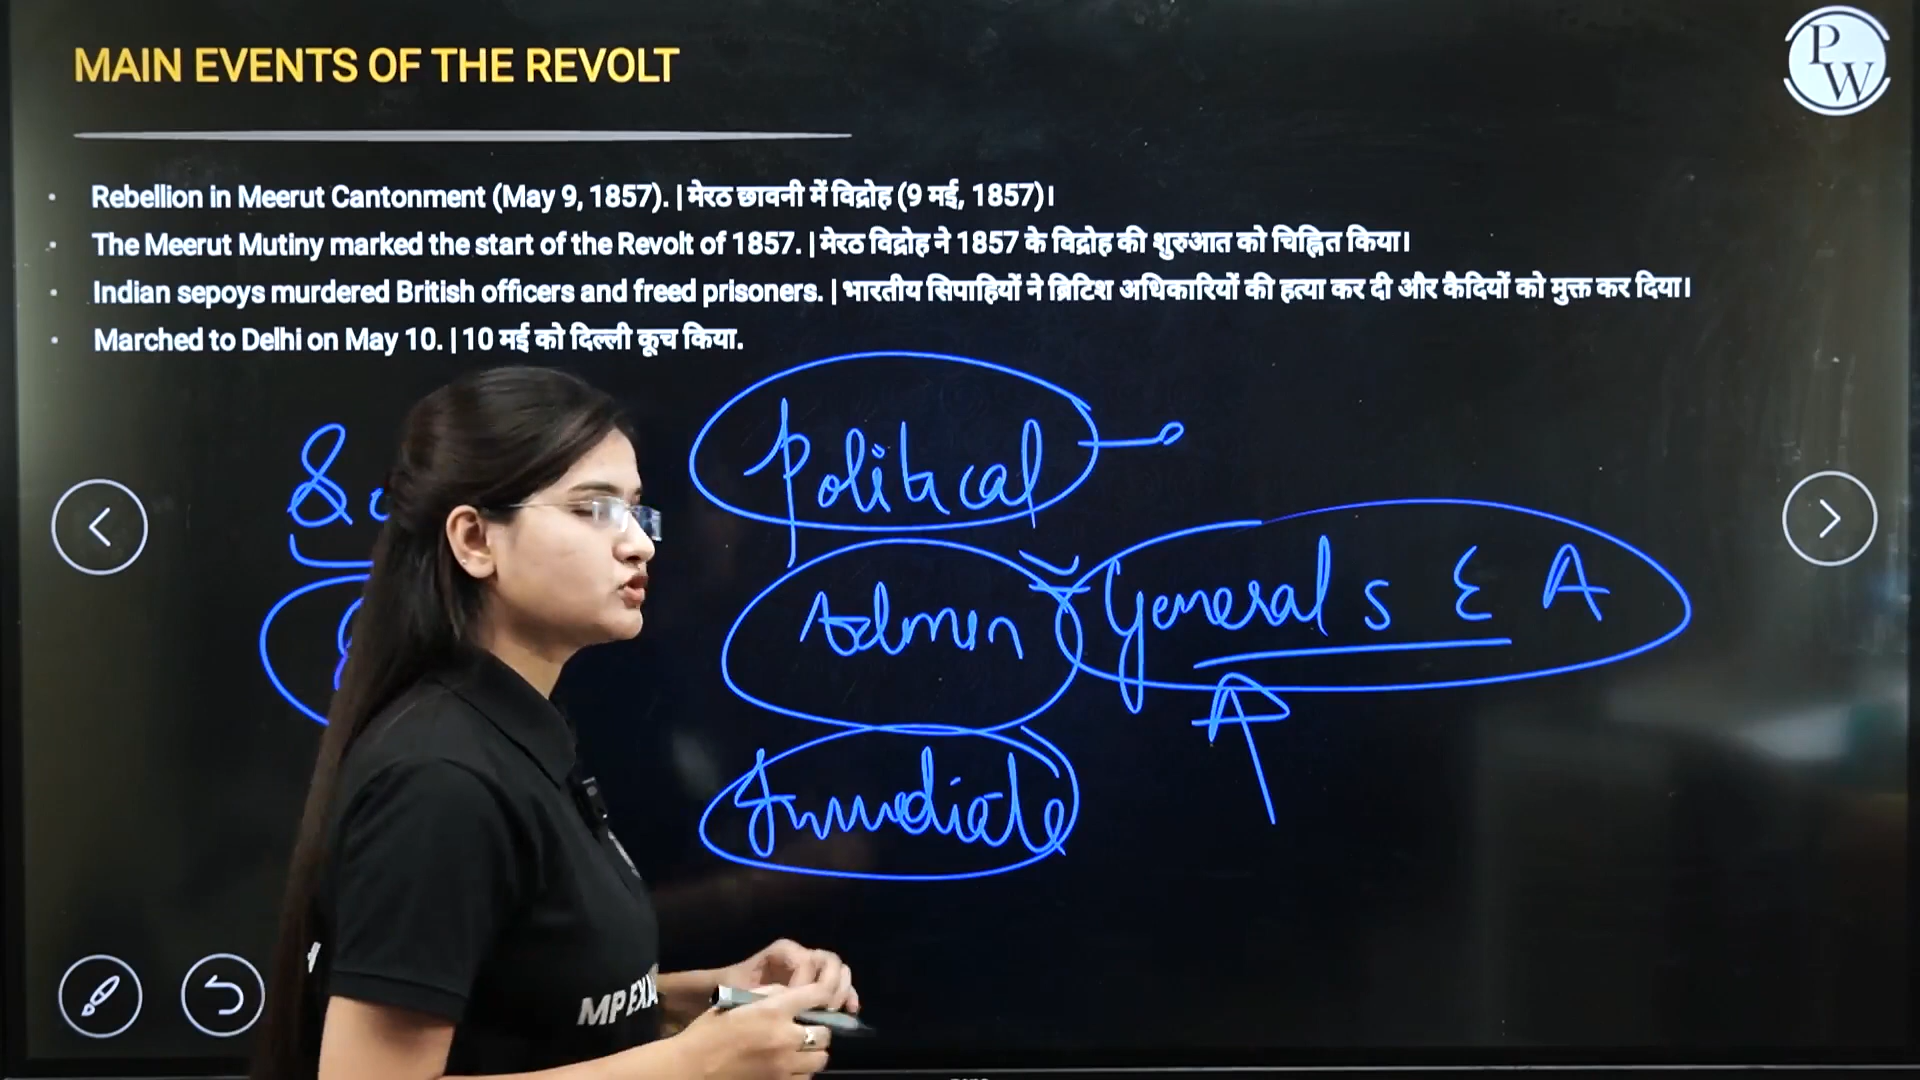 MAIN EVENTS OF THE REVOLT
PW
Rebellion in Meerut Cantonment (May 9, 1857). | मेरठ छावनी में विद्रोह (9 मई, 1857)।
The Meerut Mutiny marked the start of the Revolt of 1857. | मेरठ विद्रोह ने 1857 के विद्रोह की शुरुआत को चिह्नित किया।
Indian sepoys murdered British officers and freed prisoners. | भारतीय सिपाहियों ने ब्रिटिश अधिकारियों की हत्या कर दी और कैदियों को मुक्त कर दिया।
Marched to Delhi on May 10. | 10 मई को दिल्ली कूच किया.
Political
Admin
General S E A
Immediate
MP EXA